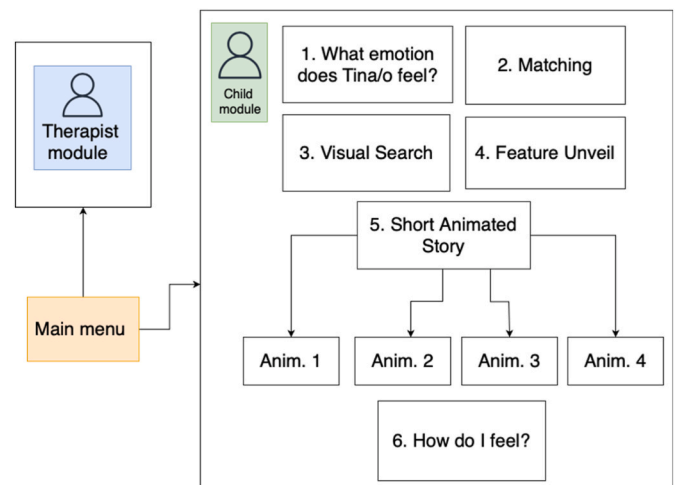 Therapist
module
Main menu
Child
module
1. What emotion
does Tina/o feel?
2. Matching
3. Visual Search
4. Feature Unveil
5. Short Animated
Story
Anim. 1
Anim. 2
Anim. 3
Anim. 4
6. How do I feel?